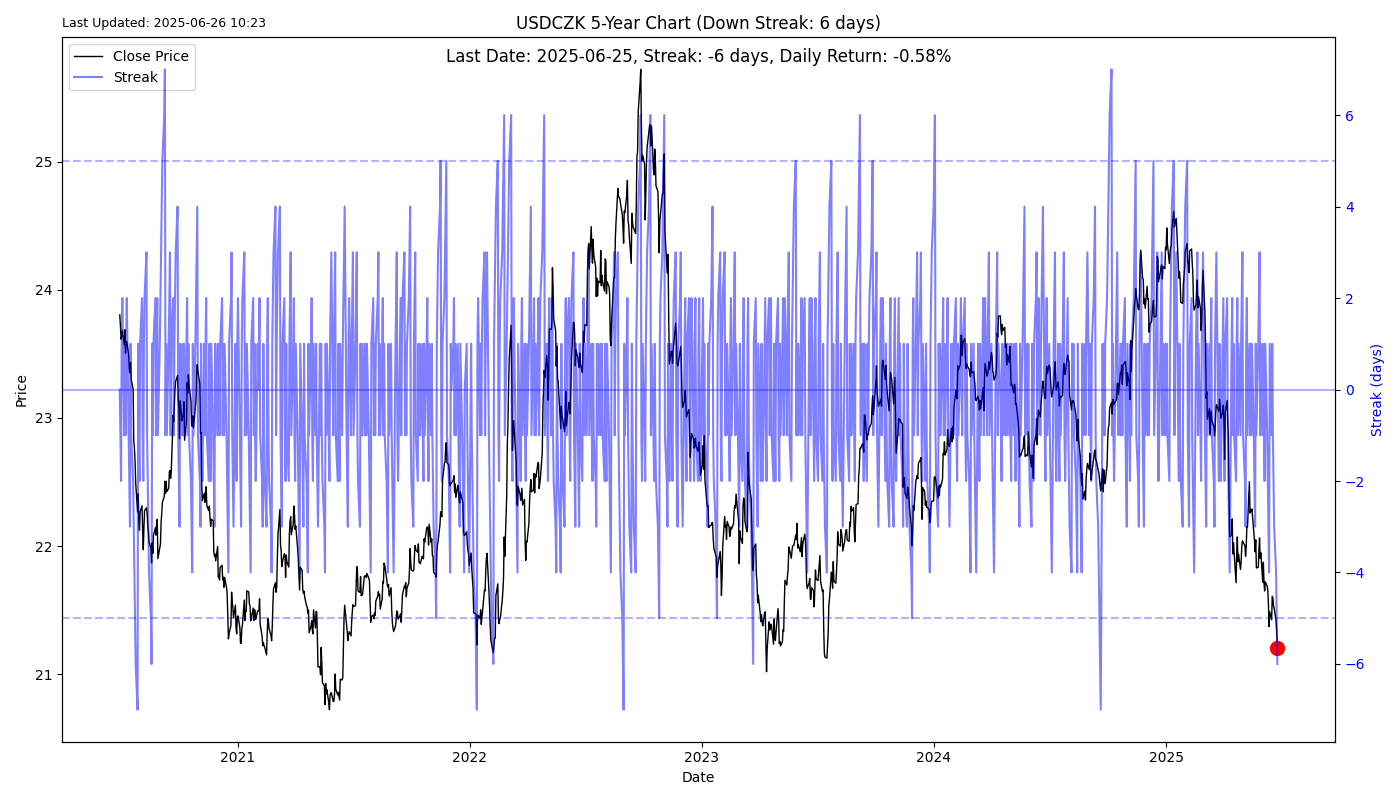 Last Updated: 2025-06-26 10:23
USDCZK 5-Year Chart (Down Streak: 6 days)
Last Date: 2025-06-25, Streak: -6 days, Daily Return: -0.58%
Close Price
Streak
Price
25
24
23
22
21
6
4
2
0
−2
−4
−6
Streak (days)
2021
2022
2023
2024
2025
Date